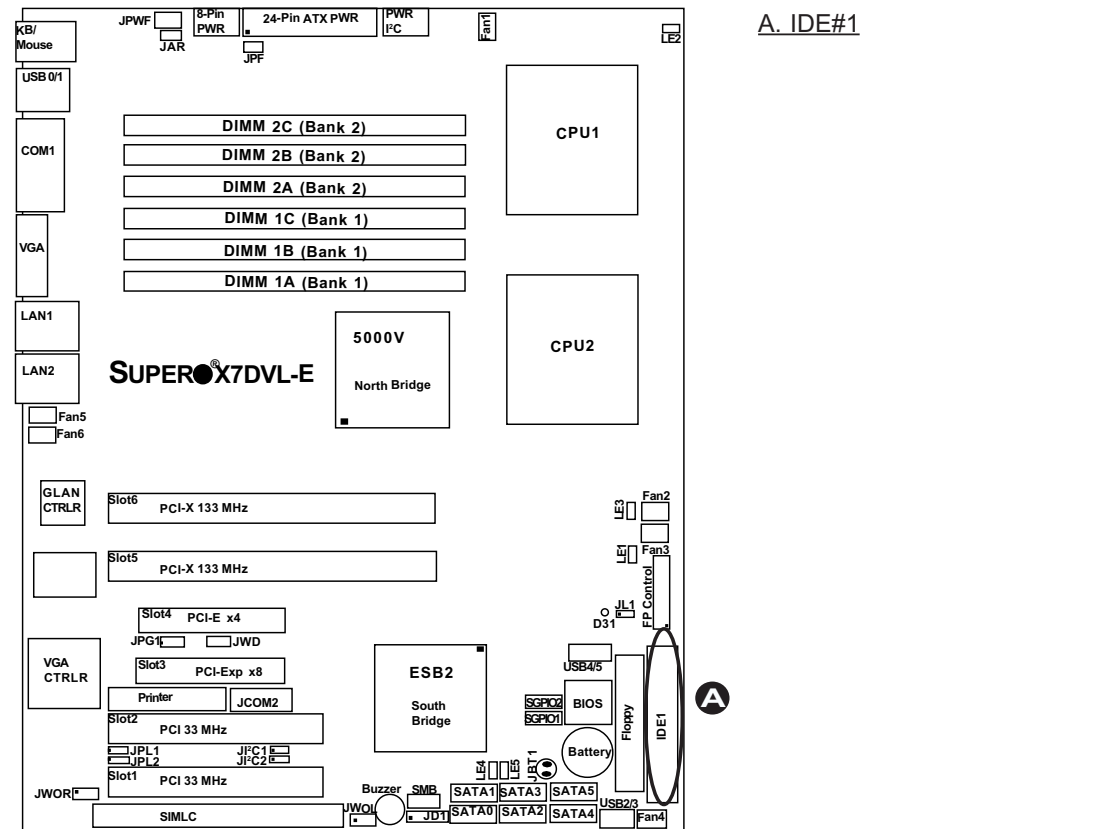 A. IDE#1
JPWF
JAR
8-Pin
PWR
24-Pin ATX PWR
JPF
PWR
I²C
Fan1
LE2
KB/
Mouse
USB 0/1
COM1
VGA
LAN1
LAN2
Fan5
Fan6
DIMM 2C (Bank 2)
DIMM 2B (Bank 2)
DIMM 2A (Bank 2)
DIMM 1C (Bank 1)
DIMM 1B (Bank 1)
DIMM 1A (Bank 1)
CPU1
CPU2
5000V
North Bridge
SUPER®X7DVL-E
GLAN
CTRLR
Slot6
PCI-X 133 MHz
Slot5
PCI-X 133 MHz
LE3
Fan2
Fan3
LE1
FP Control
JL1
D31
Slot4
PCI-E x4
JPG1
JWD
Slot3
PCI-Exp x8
VGA
CTRLR
Printer
JCOM2
Slot2
PCI 33 MHz
JPL1
JPL2
JI²C1
JI²C2
Slot1
PCI 33 MHz
JWOR
SIMLC
ESB2
South
Bridge
USB4/5
SGPIO2
SGPIO1
BIOS
Floppy
IDE1
A
Battery
JBT1
LE4
LE5
Buzzer
JWOL
SMB
JD1
SATA1
SATA3
SATA5
SATA0
SATA2
SATA4
USB2/3
Fan4